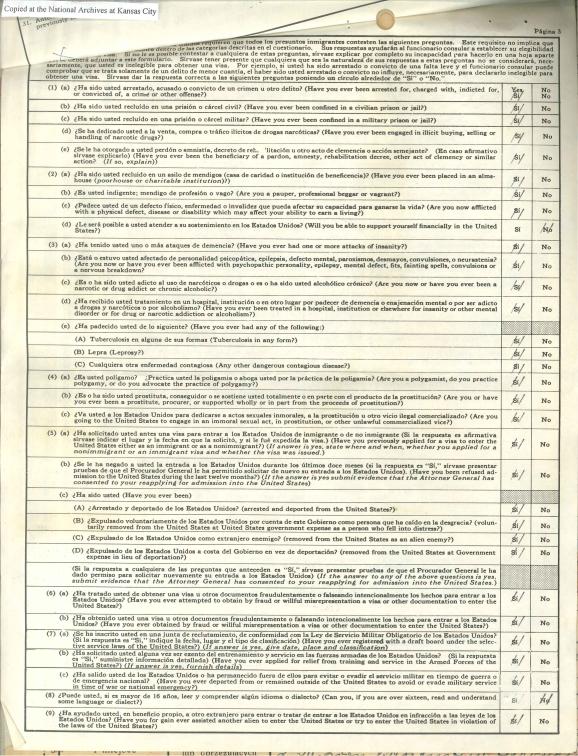 Copied at the National Archives at Kansas City
31.
previously
Página 3
requieren que todos los presuntos inmigrantes contesten las siguientes preguntas. Este requisito no implica que
dentro de las categorías descritas en el cuestionario. Sus respuestas ayudarán al funcionario consular a establecer su elegibilidad
Si no le es posible contestar a cualquiera de estas preguntas, sírvase explicar por completo su incapacidad para hacerlo en una hoja aparte
deberá adjuntarse a este formulario. Sírvase tener presente que cualquiera que sea la naturaleza de sus respuestas a estas preguntas no se considerará, nece-
sariamente, que usted es inelegible para obtener una visa. Por ejemplo, si usted ha sido arrestado o convicto de una falta leve y el funcionario consular puede
comprobar que se trata solamente de un delito de menor cuantía, el haber sido usted arrestado o convicto no influye, necesariamente, para declararlo inelegible para
obtener una visa. Sírvase dar la respuesta correcta a las siguientes preguntas poniendo un círculo alrededor de "Sí" o "No."
(1) (a) ¿Ha sido usted arrestado, acusado o convicto de un crimen u otro delito? (Have you ever been arrested for, charged with, indicted for, Yes No
or convicted of, a crime or other offense?) Sí/ No
(b) ¿Ha sido usted recluido en una prisión o cárcel civil? (Have you ever been confined in a civilian prison or jail?) Sí/ No
(c) ¿Ha sido usted recluido en una prisión o cárcel militar? (Have you ever been confined in a military prison or jail?) Sí/ No
(d) ¿Se ha dedicado usted a la venta, compra o tráfico ilícitos de drogas narcóticas? (Have you ever been engaged in illicit buying, selling or
handling of narcotic drugs?) Sí/ No
(e) ¿Se le ha otorgado a usted perdón o amnistía, decreto de reh litación u otro acto de clemencia o acción semejante? (En caso afirmativo
sírvase explicarlo) (Have you ever been the beneficiary of a pardon, amnesty, rehabilitation decree, other act of clemency or similar
action? (If so, explain)) Sí/ No
(2) (a) ¿Ha sido usted recluido en un asilo de mendigos (casa de caridad o institución de beneficencia)? (Have you ever been placed in an alms-
house (poorhouse or charitable institution)?) Sí/ No
(b) ¿Es usted indigente; mendigo de profesión o vago? (Are you a pauper, professional beggar or vagrant?) Sí/ No
(c) ¿Padece usted de un defecto físico, enfermedad o invalides que pueda afectar su capacidad para ganarse la vida? (Are you now afflicted
with a physical defect, disease or disability which may affect your ability to earn a living?) Sí/ No
(d) ¿Le será posible a usted atender a su sostenimiento en los Estados Unidos? (Will you be able to support yourself financially in the United
States?) Sí No/
(3) (a) ¿Ha tenido usted uno o más ataques de demencia? (Have you ever had one or more attacks of insanity?) Sí/ No
(b) ¿Está o estuvo usted afectado de personalidad psicopática, epilepsia, defecto mental, paroxismos, desmayos, convulsiones, o neurastenia?
(Are you now or have you ever been afflicted with psychopathic personality, epilepsy, mental defect, fits, fainting spells, convulsions or
a nervous breakdown? Sí/ No
(c) ¿Es o ha sido usted adicto al uso de narcóticos o drogas o es o ha sido usted alcohólico crónico? (Are you now or have you ever been a
narcotic or drug addict or chronic alcoholic?) Sí/ No
(d) ¿Ha recibido usted tratamiento en un hospital, institución o en otro lugar por padecer de demencia o enajenación mental o por ser adicto
a drogas y narcóticos o por alcoholismo? (Have you ever been treated in a hospital, institution or elsewhere for insanity or other mental
disorder or for drug or narcotic addiction or alcoholism?) Sí/ No
(e) ¿Ha padecido usted de lo siguiente? (Have you ever had any of the following:)
(A) Tuberculosis en alguna de sus formas (Tuberculosis in any form?) Sí/ No
(B) Lepra (Leprosy?) Sí/ No
(C) Cualquiera otra enfermedad contagiosa (Any other dangerous contagious disease?) Sí/ No
(4) (a) ¿Es usted polígamo? ¿Practica usted la poligamia o aboga usted por la práctica de la poligamia? (Are you a polygamist, do you practice
polygamy, or do you advocate the practice of polygamy?) Sí/ No
(b) ¿Es o ha sido usted prostituta, conseguidor o se sostiene usted totalmente o en parte con el producto de la prostitución? (Are you or have
you ever been a prostitute, procurer, or supported wholly or in part from the proceeds of prostitution?) Sí/ No
(c) ¿Va usted a los Estados Unidos para dedicarse a actos sexuales inmorales, a la prostitución u otro vicio ilegal comercializado? (Are you
going to the United States to engage in an immoral sexual act, in prostitution, or other unlawful commercialized vice?) Sí/ No
(5) (a) ¿Ha solicitado usted antes una visa para entrar a los Estados Unidos de inmigrante o de no inmigrante (Si la respuesta es afirmativa
sírvase indicar el lugar y la fecha en que la solicitó, y si le fué expedida la visa.) (Have you previously applied for a visa to enter the
United States either as an immigrant or as a nonimmigrant?) (If answer is yes, state where and when, whether you applied for a
nonimmigrant or an immigrant visa and whether the visa was issued.) Sí/ No
(b) ¿Se le ha negado a usted la entrada a los Estados Unidos durante los últimos doce meses (si la respuesta es "Sí," sírvase presentar
pruebas de que el Procurador General le ha permitido solicitar de nuevo su entrada a los Estados Unidos). (Have you been refused ad-
mission to the United States during the last twelve months?) (If the answer is yes submit evidence that the Attorney General has
consented to your reapplying for admission into the United States) Sí/ No
(c) ¿Ha sido usted (Have you ever been)
(A) ¿Arrestado y deportado de los Estados Unidos? (arrested and deported from the United States?) Sí/ No
(B) ¿Expulsado voluntariamente de los Estados Unidos por cuenta de este Gobierno como persona que ha caído en la desgracia? (volun-
tarily removed from the United States at United States government expense as a person who fell into distress?) Sí/ No
(C) ¿Expulsado de los Estados Unidos como extranjero enemigo? (removed from the United States as an alien enemy?) Sí/ No
(D) ¿Expulsado de los Estados Unidos a costa del Gobierno en vez de deportación? (removed from the United States at Government
expense in lieu of deportation?) Sí/ No
(Si la respuesta a cualquiera de las preguntas que anteceden es "Sí," sírvase presentar pruebas de que el Procurador General le ha
dado permiso para solicitar nuevamente su entrada a los Estados Unidos) (If the answer to any of the above questions is yes,
submit evidence that the Attorney General has consented to your reapplying for admission into the United States.)
(6) (a) ¿Ha tratado usted de obtener una visa u otros documentos fraudulentamente o falseando intencionalmente los hechos para entrar a los
Estados Unidos? (Have you ever attempted to obtain by fraud or willful misrepresentation a visa or other documentation to enter the
United States?) Sí/ No
(b) ¿Ha obtenido usted una visa u otros documentos fraudulentamente o falseando intencionalmente los hechos para entrar a los Estados
Unidos? (Have you ever obtained by fraud or willful misrepresentation a visa or other documentation to enter the United States?) Sí/ No
(7) (a) ¿Se ha inscrito usted en una junta de reclutamiento, de conformidad con la Ley de Servicio Militar Obligatorio de los Estados Unidos?
(Si la respuesta es "Sí," indique la fecha, lugar y el tipo de clasificación) (Have you ever registered with a draft board under the selec-
tive service laws of the United States? (If answer is yes, give date, place and classification) Sí/ No
(b) ¿Ha solicitado usted alguna vez ser exento del entrenamiento y servicio en las fuerzas armadas de los Estados Unidos? (Si la respuesta
es "Sí," suministre información detallada) (Have you ever applied for relief from training and service in the Armed Forces of the
United States?) (If answer is yes, furnish details) Sí/ No
(c) ¿Ha salido usted de los Estados Unidos o ha permanecido fuera de ellos para evitar o evadir el servicio militar en tiempo de guerra o
de emergencia nacional? (Have you ever departed from or remained outside of the United States to avoid or evade military service
in time of war or national emergency?) Sí/ No
(8) ¿Puede usted, si es mayor de 16 años, leer y comprender algún idioma o dialecto? (Can you, if you are over sixteen, read and understand
some language or dialect?) Sí No/
(9) ¿Ha ayudado usted, en beneficio propio, a otro extranjero para entrar o tratar de entrar a los Estados Unidos en infracción a las leyes de los
Estados Unidos? (Have you for gain ever assisted another alien to enter the United States or try to enter the United States in violation of
the laws of the United States?) Sí/ No